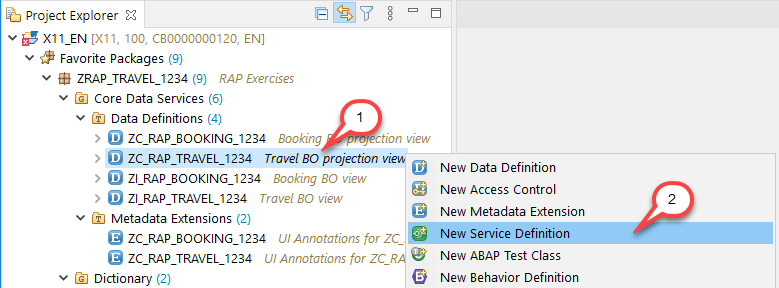 Project Explorer
X11_EN [X11, 100, CB0000000120, EN]
Favorite Packages (9)
ZRAP_TRAVEL_1234 (9) RAP Exercises
Core Data Services (6)
Data Definitions (4)
1
ZC_RAP_BOOKING_1234 Booking BO projection view
ZC_RAP_TRAVEL_1234 Travel BO projection view
ZI_RAP_BOOKING_1234 Booking BO view
ZI_RAP_TRAVEL_1234 Travel BO view
Metadata Extensions (2)
ZC_RAP_BOOKING_1234 UI Annotations for ZC_
ZC_RAP_TRAVEL_1234 UI Annotations for ZC_RA
Dictionary (2)
New Data Definition
New Access Control
New Metadata Extension
2
New Service Definition
New ABAP Test Class
New Behavior Definition